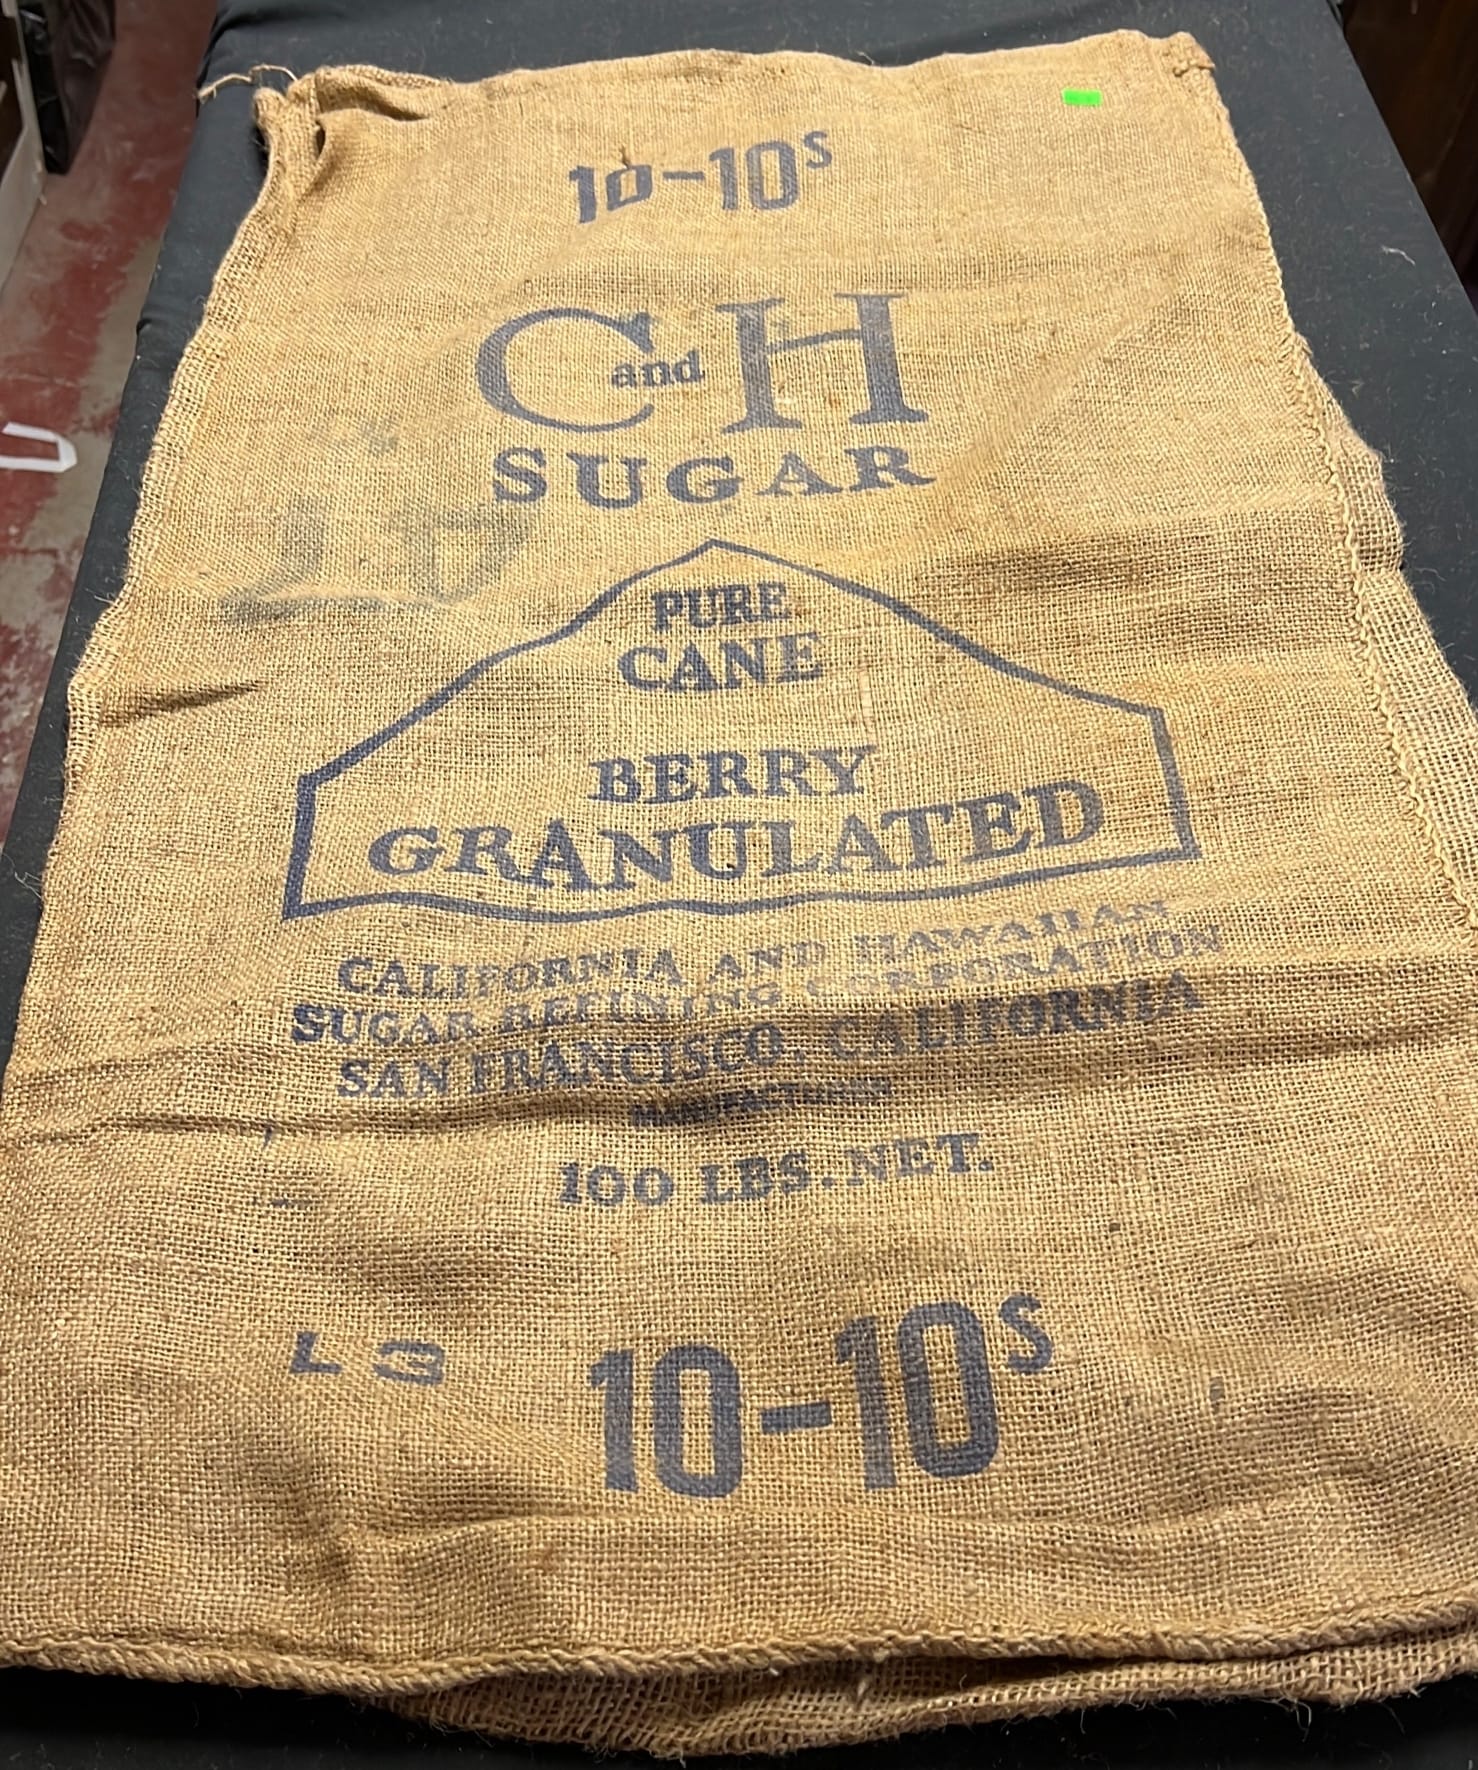 10-10s
C and H
SUGAR
PURE
CANE
BERRY
GRANULATED
CALIFORNIA AND HAWAIIAN
SUGAR REFINING CORPORATION
SAN FRANCISCO, CALIFORNIA
100 LBS. NET.
L 3
10-10s